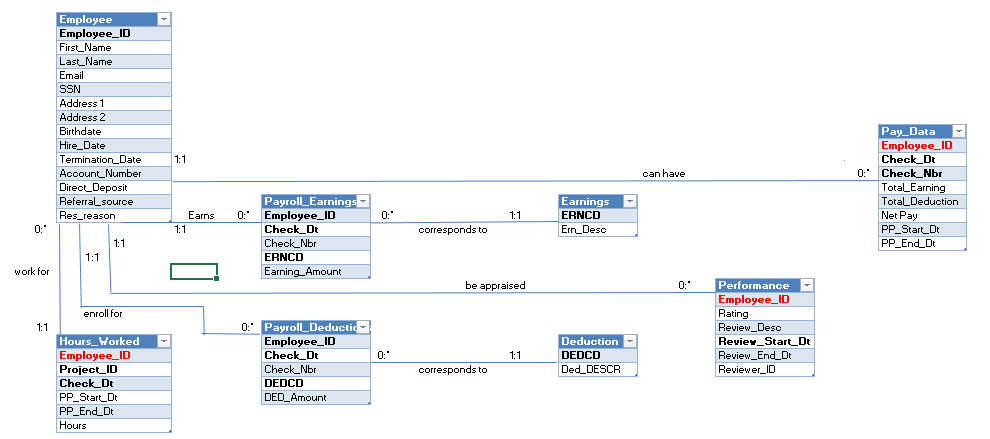 Employee
Employee_ID
First_Name
Last_Name
Email
SSN
Address 1
Address 2
Birthdate
Hire_Date
Termination_Date
Account_Number
Direct_Deposit
Referral_source
Res_reason
1:1
can have
0:*
Pay_Data
Employee_ID
Check_Dt
Check_Nbr
Total_Earning
Total_Deduction
Net Pay
PP_Start_Dt
PP_End_Dt
Earns
0:*
1:1
Payroll_Earnings
Employee_ID
Check_Dt
Check_Nbr
ERNCD
Earning_Amount
0:*
1:1
corresponds to
Earnings
ERNCD
Ern_Desc
0:*
work for
1:1
1:1
1:1
be appraised
0:*
Performance
Employee_ID
Rating
Review_Desc
Review_Start_Dt
Review_End_Dt
Reviewer_ID
enroll for
0:*
Hours_Worked
Employee_ID
Project_ID
Check_Dt
PP_Start_Dt
PP_End_Dt
Hours
Payroll_Deductic
Employee_ID
Check_Dt
Check_Nbr
DEDCD
DED_Amount
0:*
1:1
corresponds to
Deduction
DEDCD
Ded_DESCR